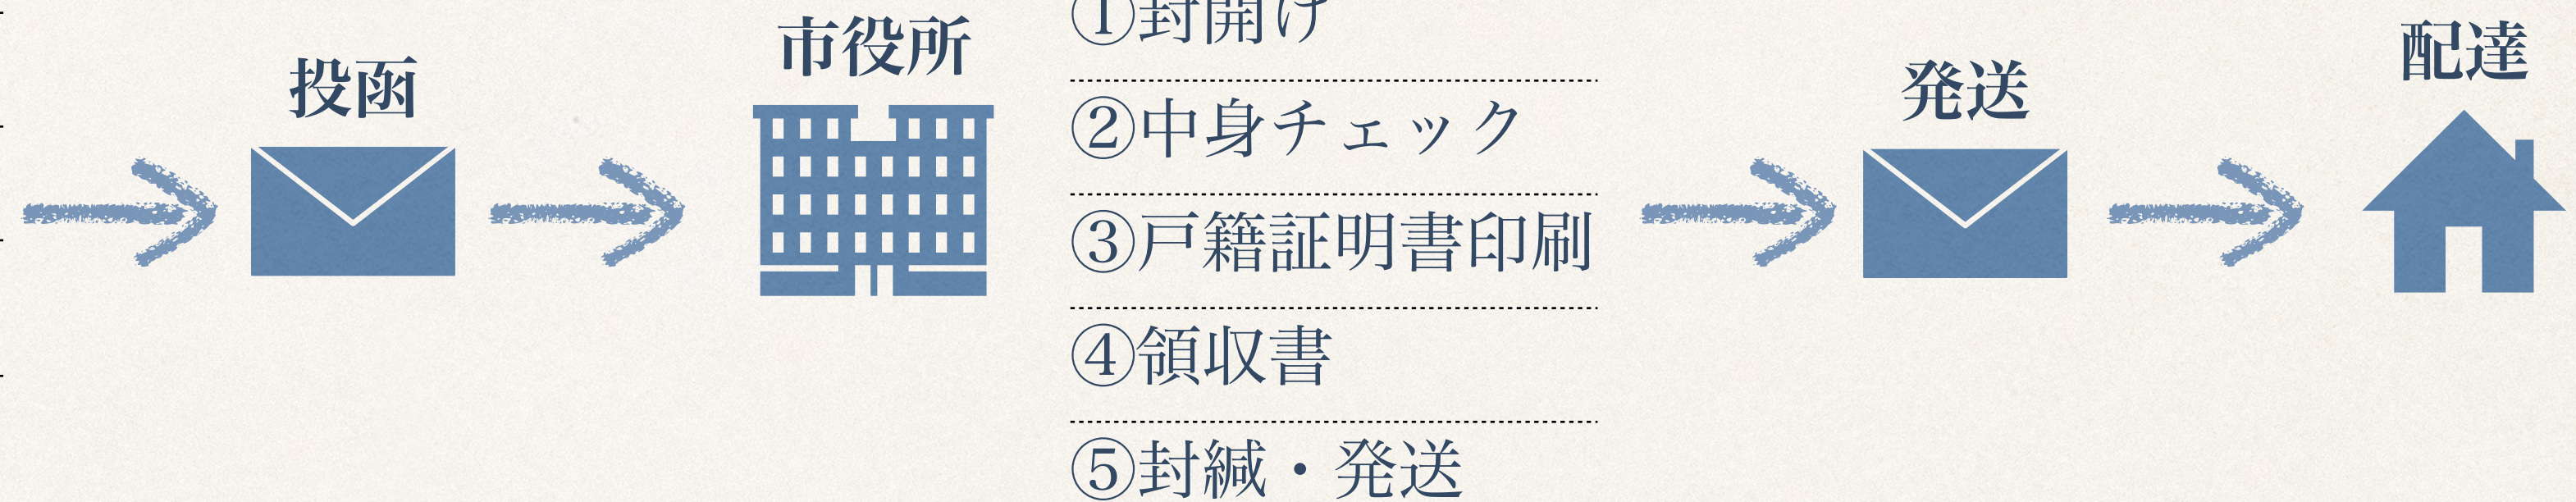 投函
市役所
①封開け
②中身チェック
③戸籍証明書印刷
④領収書
⑤封緘・発送
発送
配達